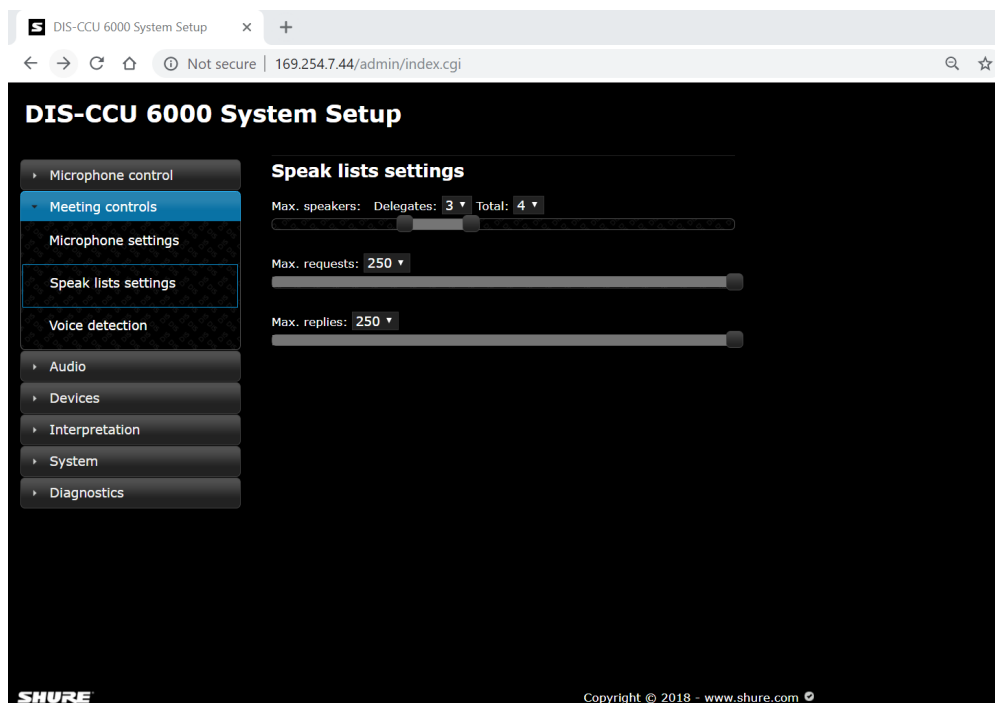 DIS-CCU 6000 System Setup
Not secure | 169.254.7.44/admin/index.cgi
DIS-CCU 6000 System Setup
Microphone control
Meeting controls
Microphone settings
Speak lists settings
Voice detection
Audio
Devices
Interpretation
System
Diagnostics
Speak lists settings
Max. speakers: Delegates: 3 Total: 4
Max. requests: 250
Max. replies: 250
SHURE
Copyright © 2018 - www.shure.com